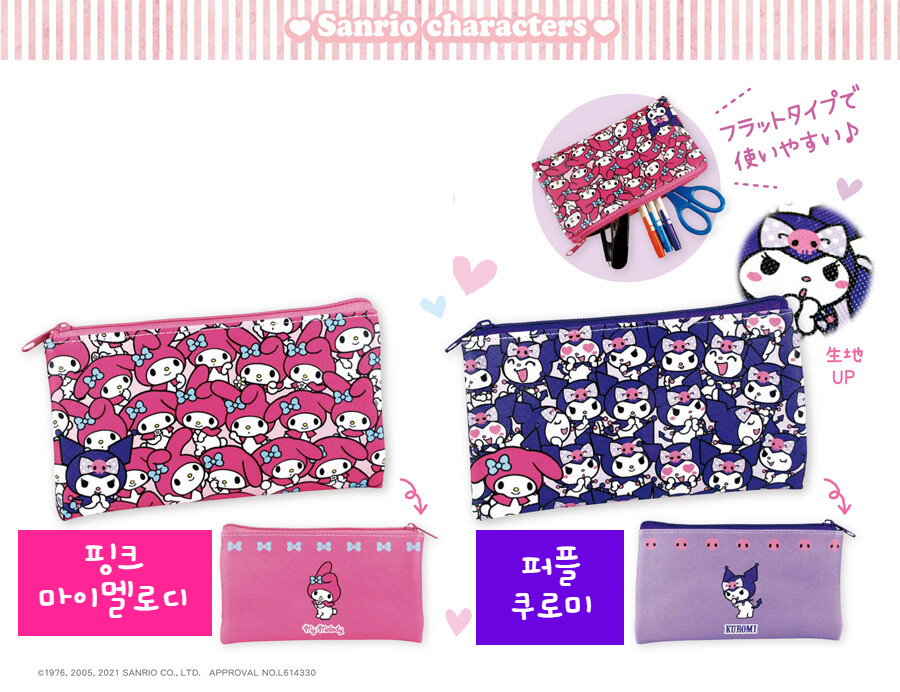 Sanrio characters
フラットタイプで
使いやすい♪
生地
UP
핑크
마이멜로디
My Melody
퍼플
쿠로미
KUROMI
©1976, 2005, 2021 SANRIO CO., LTD. APPROVAL NO.L614330